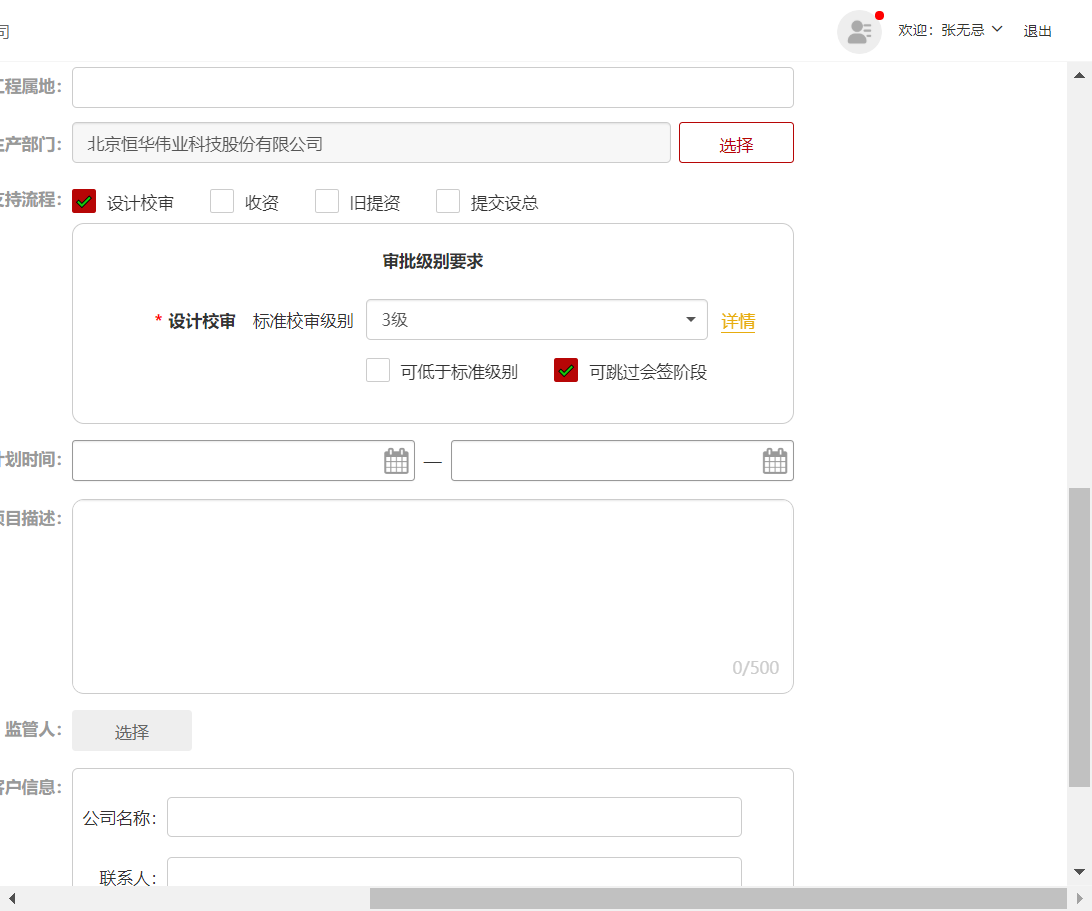 司
欢迎：张无忌 退出
工程属地：
生产部门： 北京恒华伟业科技股份有限公司 选择
支持流程： 设计校审 收资 旧提资 提交设总
审批级别要求
* 设计校审 标准校审级别 3级 详情
可低于标准级别 可跳过会签阶段
计划时间： —
项目描述：
0/500
监管人： 选择
客户信息：
公司名称：
联系人：